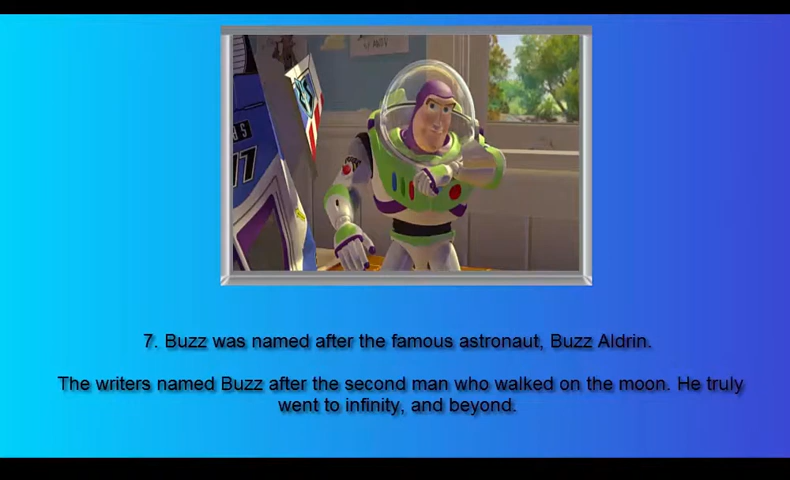 7. Buzz was named after the famous astronaut, Buzz Aldrin.
The writers named Buzz after the second man who walked on the moon. He truly
went to infinity, and beyond.